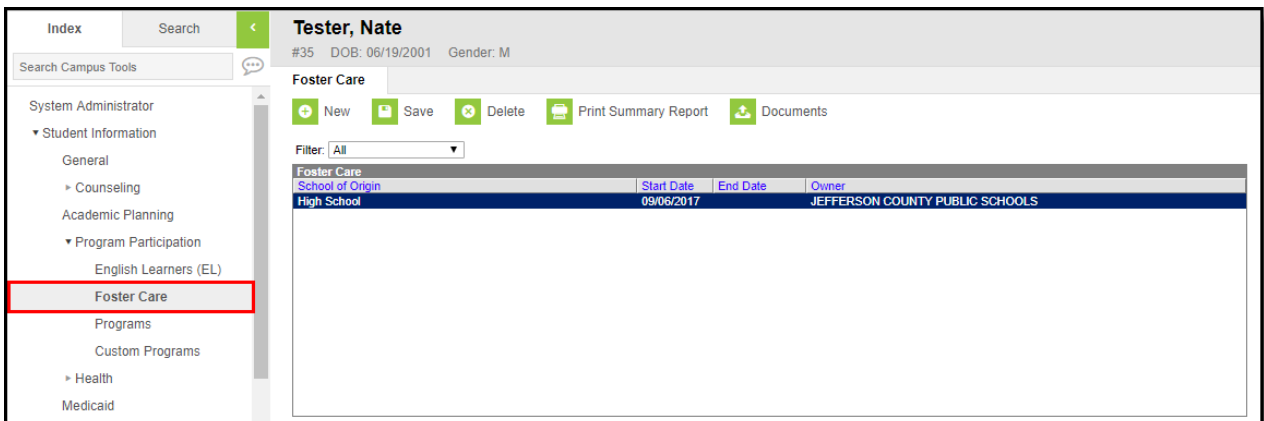 Index Search
Search Campus Tools
System Administrator
Student Information
General
Counseling
Academic Planning
Program Participation
English Learners (EL)
Foster Care
Programs
Custom Programs
Health
Medicaid
Tester, Nate
#35 DOB: 06/19/2001 Gender: M
Foster Care
New Save Delete Print Summary Report Documents
Filter: All
Foster Care
School of Origin Start Date End Date Owner
High School 09/06/2017 JEFFERSON COUNTY PUBLIC SCHOOLS